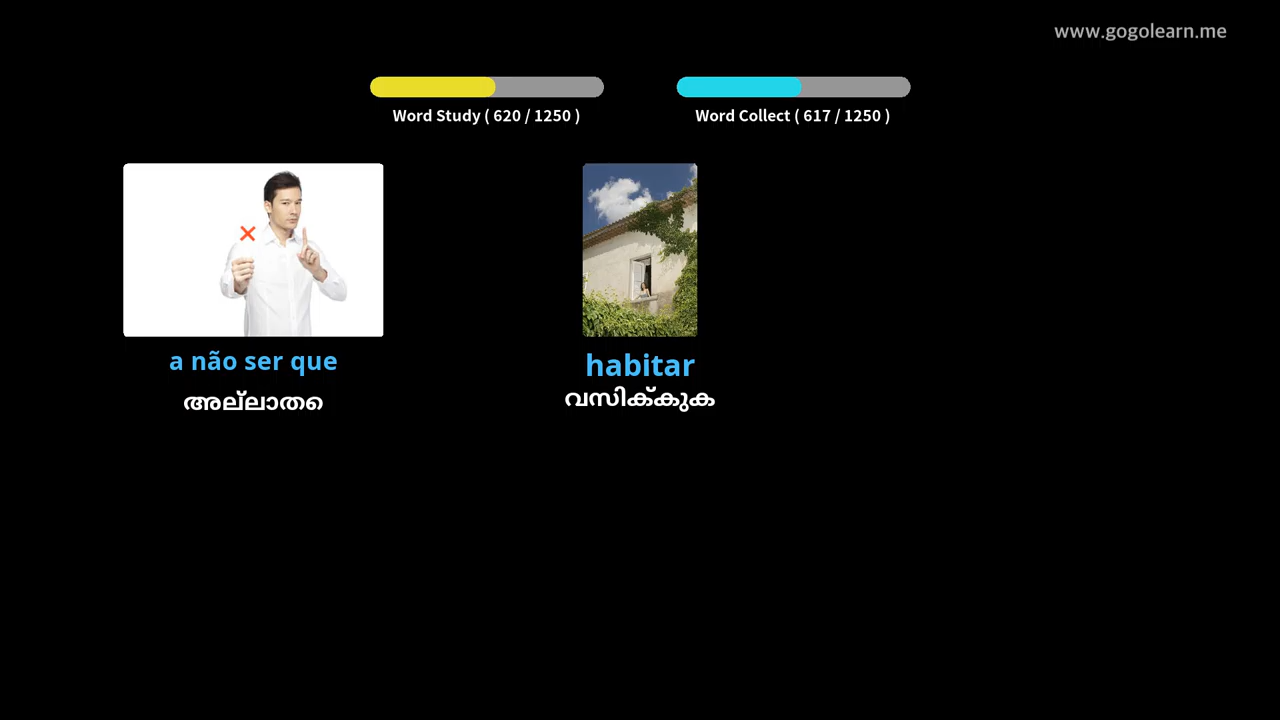 www.gogolearn.me
Word Study ( 620 / 1250 )
Word Collect ( 617 / 1250 )
a não ser que
അല്ലാതെ
habitar
വസിക്കുക